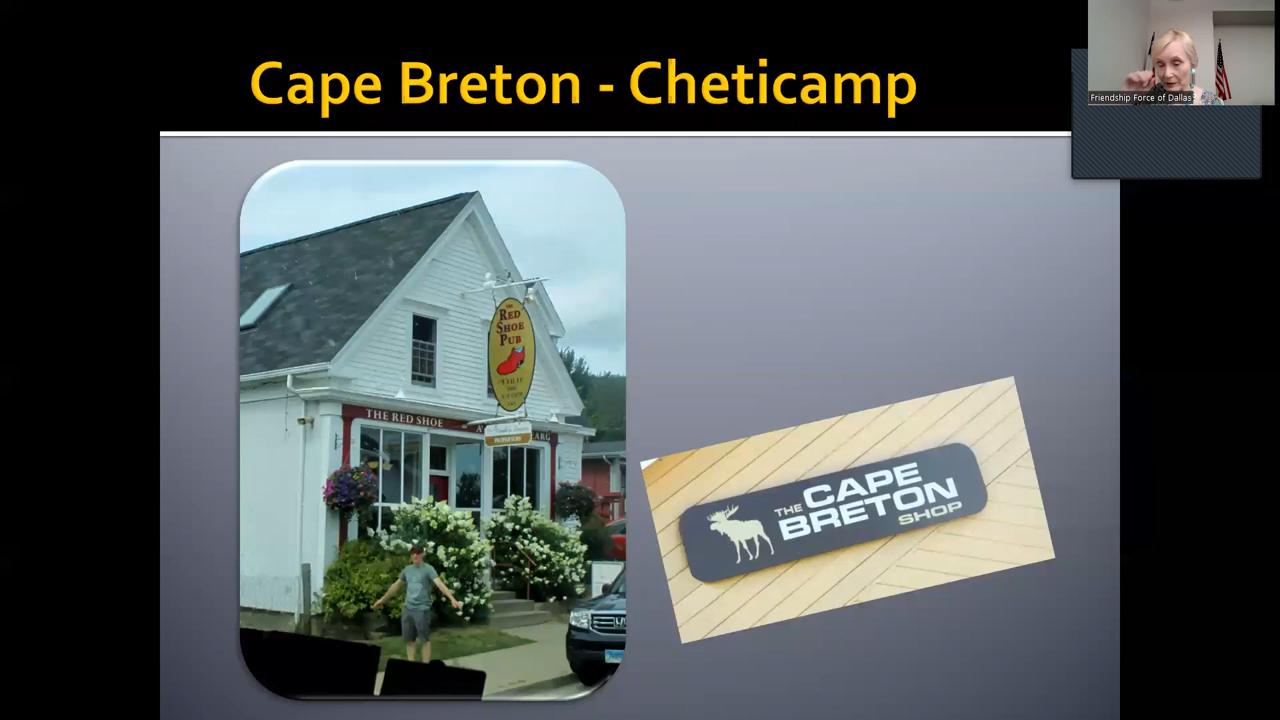 Cape Breton - Cheticamp
Friendship Force of Dallas
THE
RED
SHOE
PUB
THE RED SHOE
THE CAPE
BRETON
SHOP